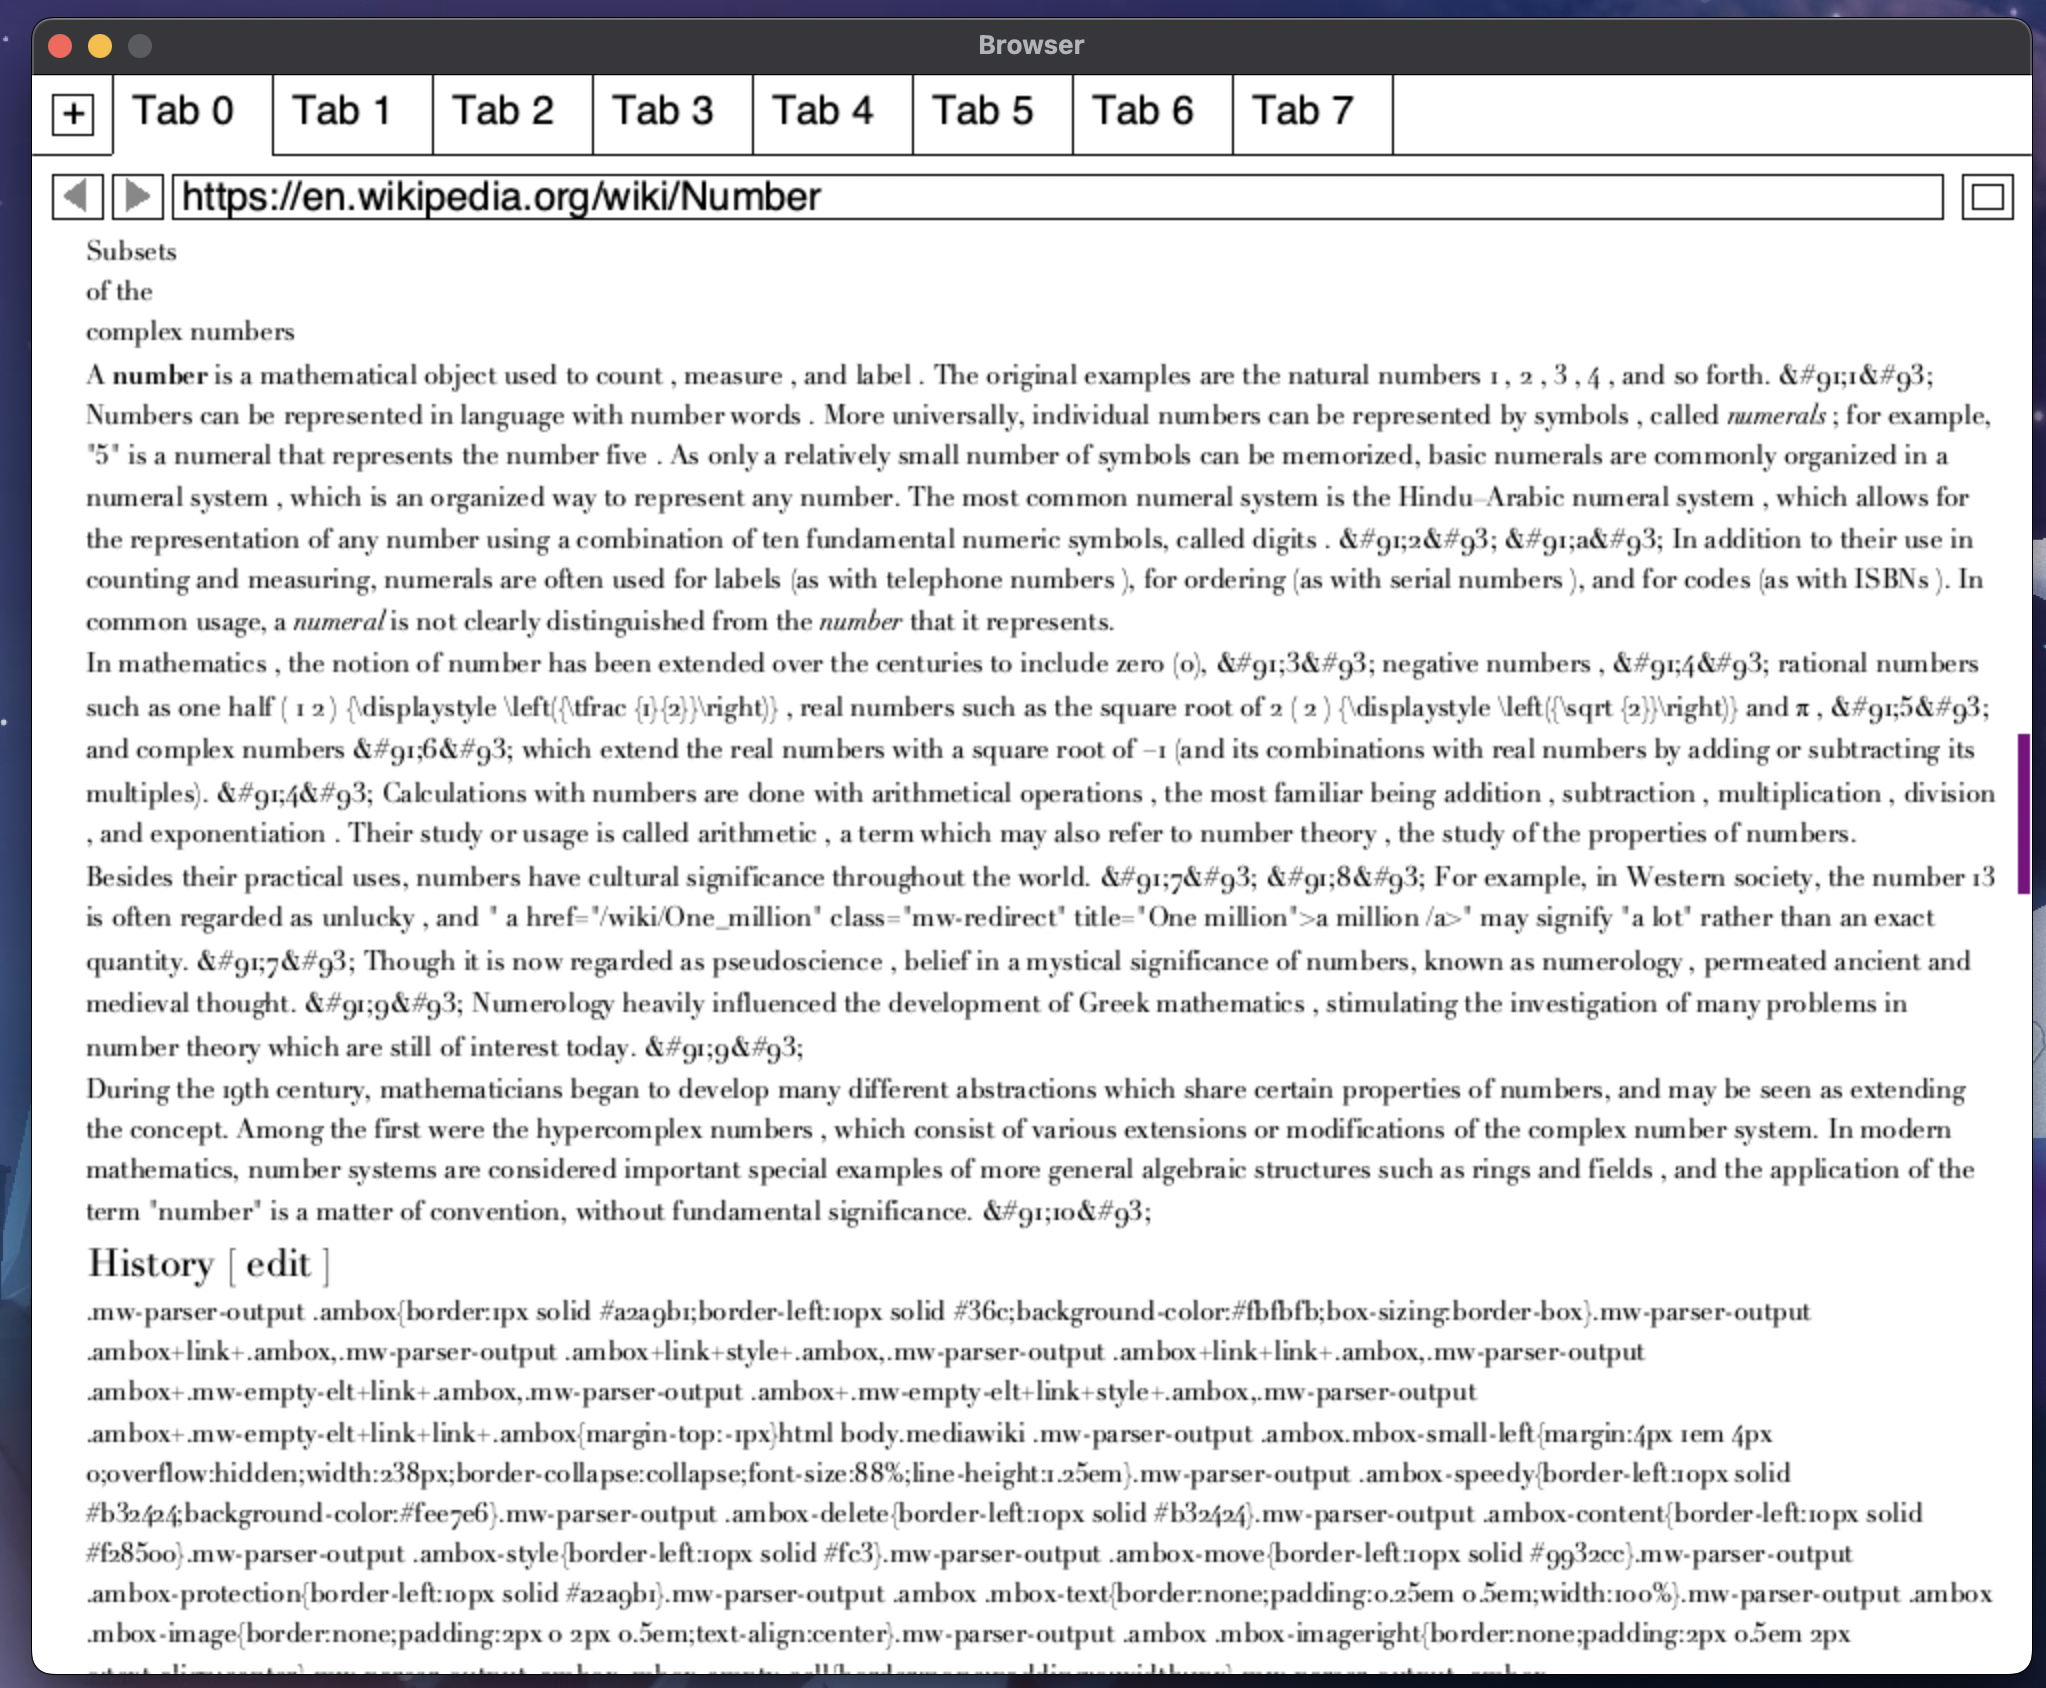 Browser
+ Tab 0 Tab 1 Tab 2 Tab 3 Tab 4 Tab 5 Tab 6 Tab 7
https://en.wikipedia.org/wiki/Number
Subsets
of the
complex numbers
A number is a mathematical object used to count , measure , and label . The original examples are the natural numbers 1 , 2 , 3 , 4 , and so forth. &#91;1&#93;
Numbers can be represented in language with number words . More universally, individual numbers can be represented by symbols , called numerals ; for example,
"5" is a numeral that represents the number five . As only a relatively small number of symbols can be memorized, basic numerals are commonly organized in a
numeral system , which is an organized way to represent any number. The most common numeral system is the Hindu–Arabic numeral system , which allows for
the representation of any number using a combination of ten fundamental numeric symbols, called digits . &#91;2&#93; &#91;a&#93; In addition to their use in
counting and measuring, numerals are often used for labels (as with telephone numbers ), for ordering (as with serial numbers ), and for codes (as with ISBNs ). In
common usage, a numeral is not clearly distinguished from the number that it represents.
In mathematics , the notion of number has been extended over the centuries to include zero (0), &#91;3&#93; negative numbers , &#91;4&#93; rational numbers
such as one half ( 1 2 ) {\displaystyle \left({\tfrac {1}{2}}\right)} , real numbers such as the square root of 2 ( 2 ) {\displaystyle \left({\sqrt {2}}\right)} and π , &#91;5&#93;
and complex numbers &#91;6&#93; which extend the real numbers with a square root of −1 (and its combinations with real numbers by adding or subtracting its
multiples). &#91;4&#93; Calculations with numbers are done with arithmetical operations , the most familiar being addition , subtraction , multiplication , division
, and exponentiation . Their study or usage is called arithmetic , a term which may also refer to number theory , the study of the properties of numbers.
Besides their practical uses, numbers have cultural significance throughout the world. &#91;7&#93; &#91;8&#93; For example, in Western society, the number 13
is often regarded as unlucky , and " a href="/wiki/One_million" class="mw-redirect" title="One million">a million /a>" may signify "a lot" rather than an exact
quantity. &#91;7&#93; Though it is now regarded as pseudoscience , belief in a mystical significance of numbers, known as numerology , permeated ancient and
medieval thought. &#91;9&#93; Numerology heavily influenced the development of Greek mathematics , stimulating the investigation of many problems in
number theory which are still of interest today. &#91;9&#93;
During the 19th century, mathematicians began to develop many different abstractions which share certain properties of numbers, and may be seen as extending
the concept. Among the first were the hypercomplex numbers , which consist of various extensions or modifications of the complex number system. In modern
mathematics, number systems are considered important special examples of more general algebraic structures such as rings and fields , and the application of the
term "number" is a matter of convention, without fundamental significance. &#91;10&#93;
History [ edit ]
.mw-parser-output .ambox{border:1px solid #a2a9b1;border-left:10px solid #36c;background-color:#fbfbfb;box-sizing:border-box}.mw-parser-output
.ambox+link+.ambox,.mw-parser-output .ambox+link+style+.ambox,.mw-parser-output .ambox+link+link+.ambox,.mw-parser-output
.ambox+.mw-empty-elt+link+.ambox,.mw-parser-output .ambox+.mw-empty-elt+link+style+.ambox,.mw-parser-output
.ambox+.mw-empty-elt+link+link+.ambox{margin-top:-1px}html body.mediawiki .mw-parser-output .ambox.mbox-small-left{margin:4px 1em 4px
0;overflow:hidden;width:238px;border-collapse:collapse;font-size:88%;line-height:1.25em}.mw-parser-output .ambox-speedy{border-left:10px solid
#b32424;background-color:#fee7e6}.mw-parser-output .ambox-delete{border-left:10px solid #b32424}.mw-parser-output .ambox-content{border-left:10px solid
#f28500}.mw-parser-output .ambox-style{border-left:10px solid #fc3}.mw-parser-output .ambox-move{border-left:10px solid #9932cc}.mw-parser-output
.ambox-protection{border-left:10px solid #a2a9b1}.mw-parser-output .ambox .mbox-text{border:none;padding:0.25em 0.5em;width:100%}.mw-parser-output .ambox
.mbox-image{border:none;padding:2px 0 2px 0.5em;text-align:center}.mw-parser-output .ambox .mbox-imageright{border:none;padding:2px 0.5em 2px